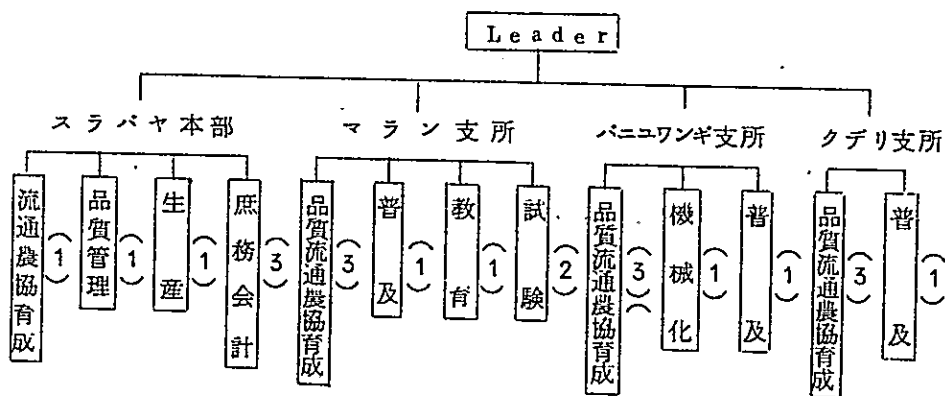 Leader
スラバヤ本部
マラン支所
バニユワンギ支所
クデリ支所
流通農協育成(1)
品質管理(1)
生産(1)
庶務会計(3)
品質流通農協育成(3)
普及(1)
教育(1)
試験(2)
品質流通農協育成(3)(
機械化(1)
普及(1)
品質流通農協育成(3)
普及(1)